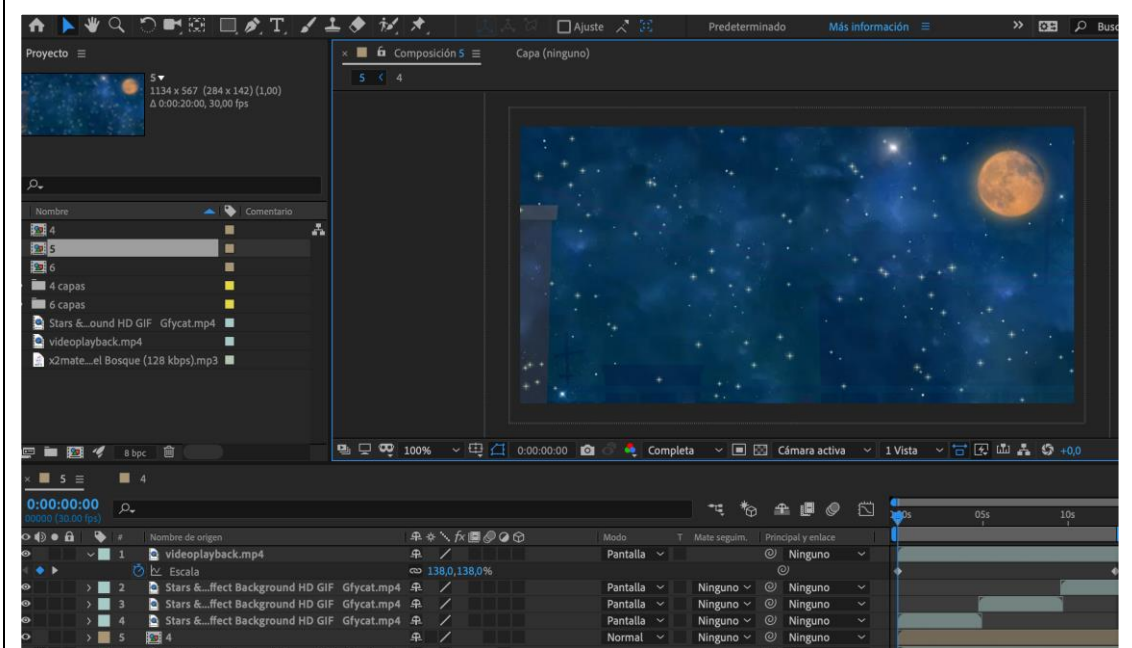 Ajuste Predeterminado Más información Busc
Proyecto
Composición 5 Capa (ninguno)
5 4
5
1134 x 567 (284 x 142) (1,00)
Δ 0:00:20:00, 30,00 fps
Nombre Comentario
4
5
6
4 capas
6 capas
Stars &...ound HD GIF Gfycat.mp4
videoplayback.mp4
x2mate...el Bosque (128 kbps).mp3
8 bpc
100% 0:00:00:00 Completa Cámara activa 1 Vista +0,0
5 4
0:00:00:00
00000 (30.00 fps)
05s 10s
# Nombre de origen fx Modo T Mate seguim. Principal y enlace
1 videoplayback.mp4 Pantalla Ninguno
Escala 138,0,138,0%
2 Stars &...ffect Background HD GIF Gfycat.mp4 Pantalla Ninguno Ninguno
3 Stars &...ffect Background HD GIF Gfycat.mp4 Pantalla Ninguno Ninguno
4 Stars &...ffect Background HD GIF Gfycat.mp4 Pantalla Ninguno Ninguno
5 4 Normal Ninguno Ninguno